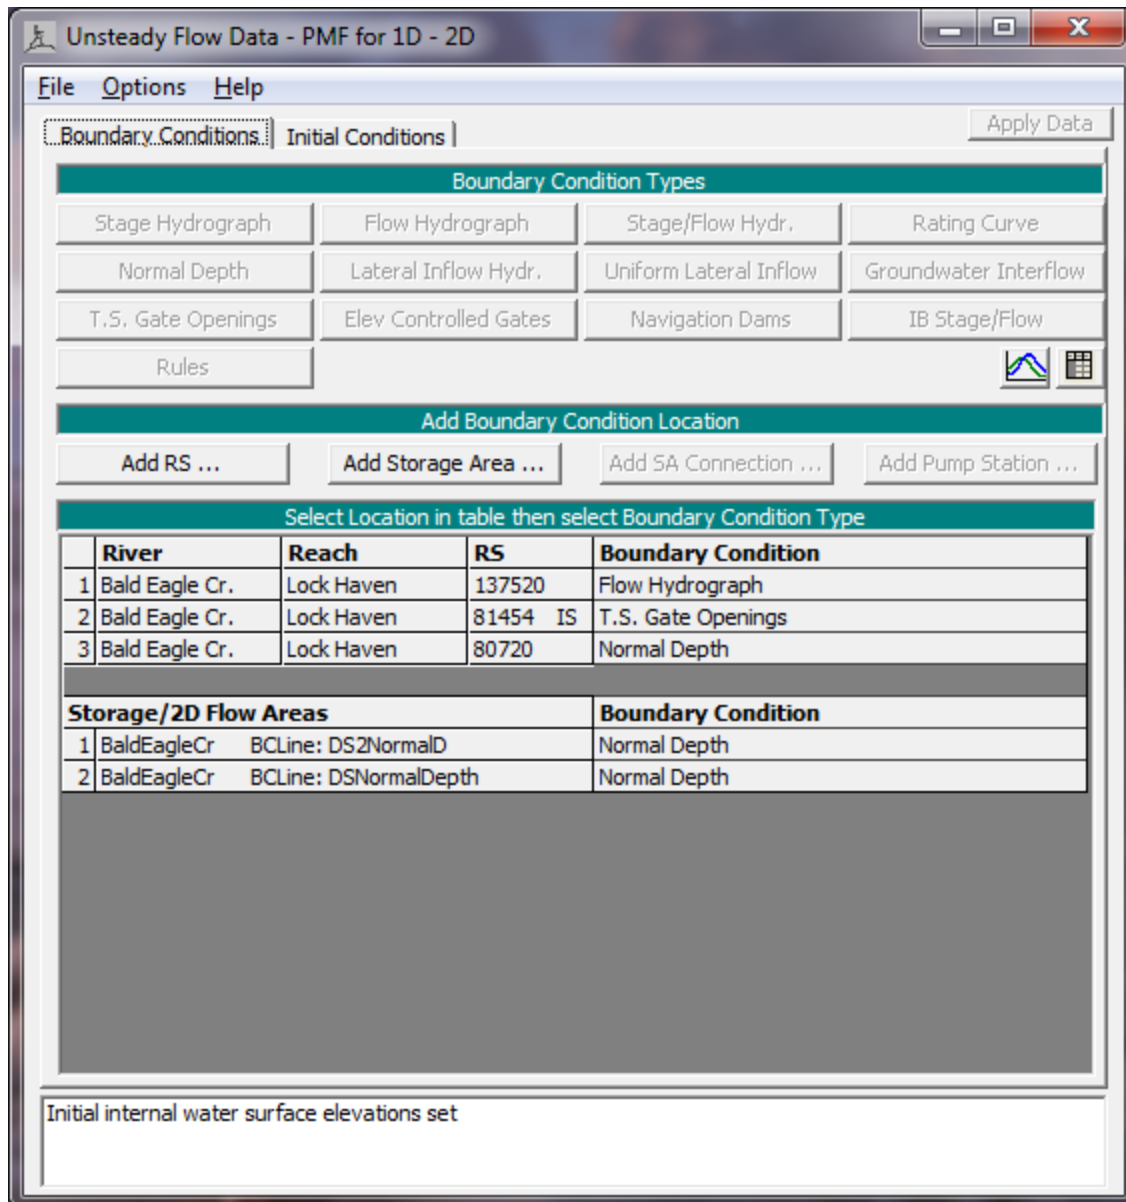 Unsteady Flow Data - PMF for 1D - 2D
File Options Help
Boundary Conditions Initial Conditions Apply Data
Boundary Condition Types
Stage Hydrograph Flow Hydrograph Stage/Flow Hydr. Rating Curve
Normal Depth Lateral Inflow Hydr. Uniform Lateral Inflow Groundwater Interflow
T.S. Gate Openings Elev Controlled Gates Navigation Dams IB Stage/Flow
Rules
Add Boundary Condition Location
Add RS ... Add Storage Area ... Add SA Connection ... Add Pump Station ...
Select Location in table then select Boundary Condition Type
River Reach RS Boundary Condition
1 Bald Eagle Cr. Lock Haven 137520 Flow Hydrograph
2 Bald Eagle Cr. Lock Haven 81454 IS T.S. Gate Openings
3 Bald Eagle Cr. Lock Haven 80720 Normal Depth
Storage/2D Flow Areas Boundary Condition
1 BaldEagleCr BCLine: DS2NormalD Normal Depth
2 BaldEagleCr BCLine: DSNormalDepth Normal Depth
Initial internal water surface elevations set